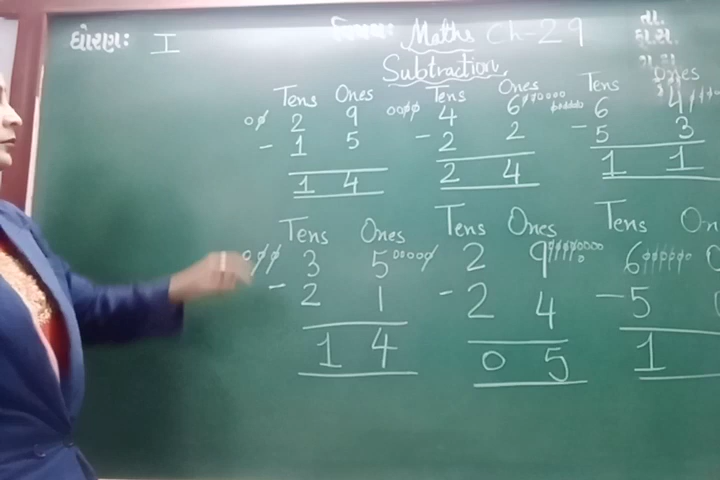 ધોરણ: I
વિષય: Maths Ch-29
તા.
Subtraction.
Tens Ones Tens Ones Tens Ones
2 9 4 6 6 4
- 1 5 - 2 2 - 5 3
1 4 2 4 1 1
Tens Ones Tens Ones Tens On
3 5 2 9 6
- 2 1 - 2 4 - 5
1 4 0 5 1